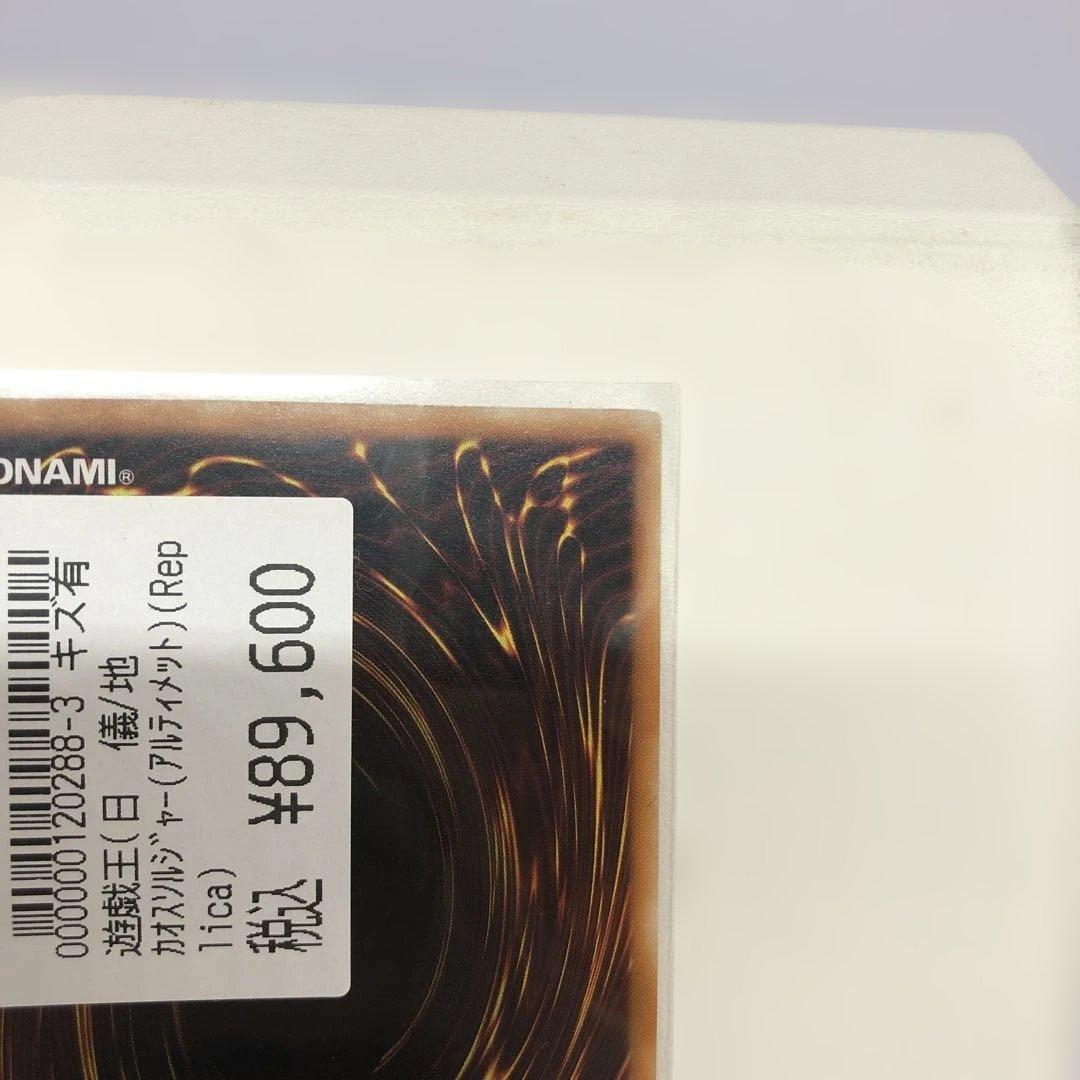 ONAMI®
000000120288-3 キズ有
遊戯王(日 儀/地
ｶｵｽｿﾙｼﾞｬｰ(ｱﾙﾃｨﾒｯﾄ)(Rep
lica)
税込 ¥89,600